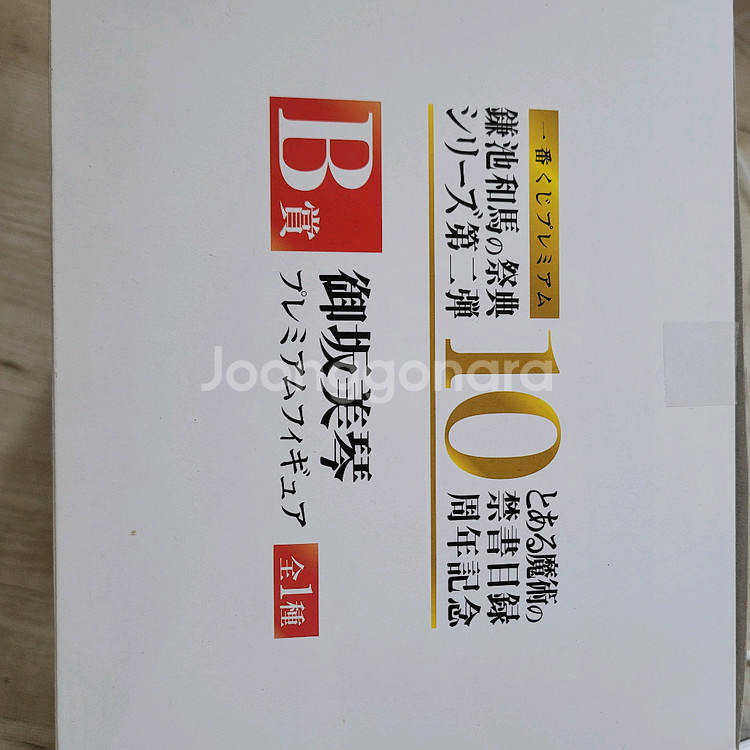 一番くじプレミアム
鎌池和馬の祭典
シリーズ第二弾
10
とある魔術の
禁書目録
周年記念
B賞
御坂美琴
プレミアムフィギュア
全1種
Joonggonara